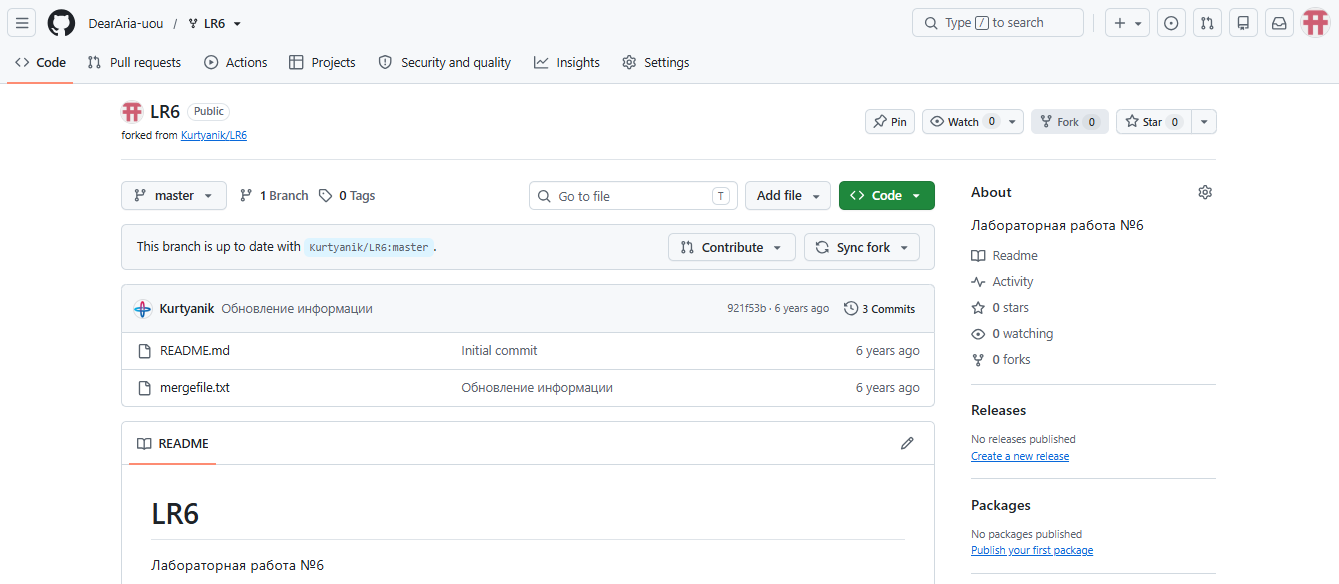 DearAria-uou / LR6
Type / to search
Code Pull requests Actions Projects Security and quality Insights Settings
LR6 Public
forked from Kurtyanik/LR6
Pin Watch 0 Fork 0 Star 0
master 1 Branch 0 Tags Go to file T Add file Code
This branch is up to date with Kurtyanik/LR6:master .
Contribute Sync fork
Kurtyanik Обновление информации 921f53b · 6 years ago 3 Commits
README.md Initial commit 6 years ago
mergefile.txt Обновление информации 6 years ago
README
LR6
Лабораторная работа №6
About
Лабораторная работа №6
Readme
Activity
0 stars
0 watching
0 forks
Releases
No releases published
Create a new release
Packages
No packages published
Publish your first package